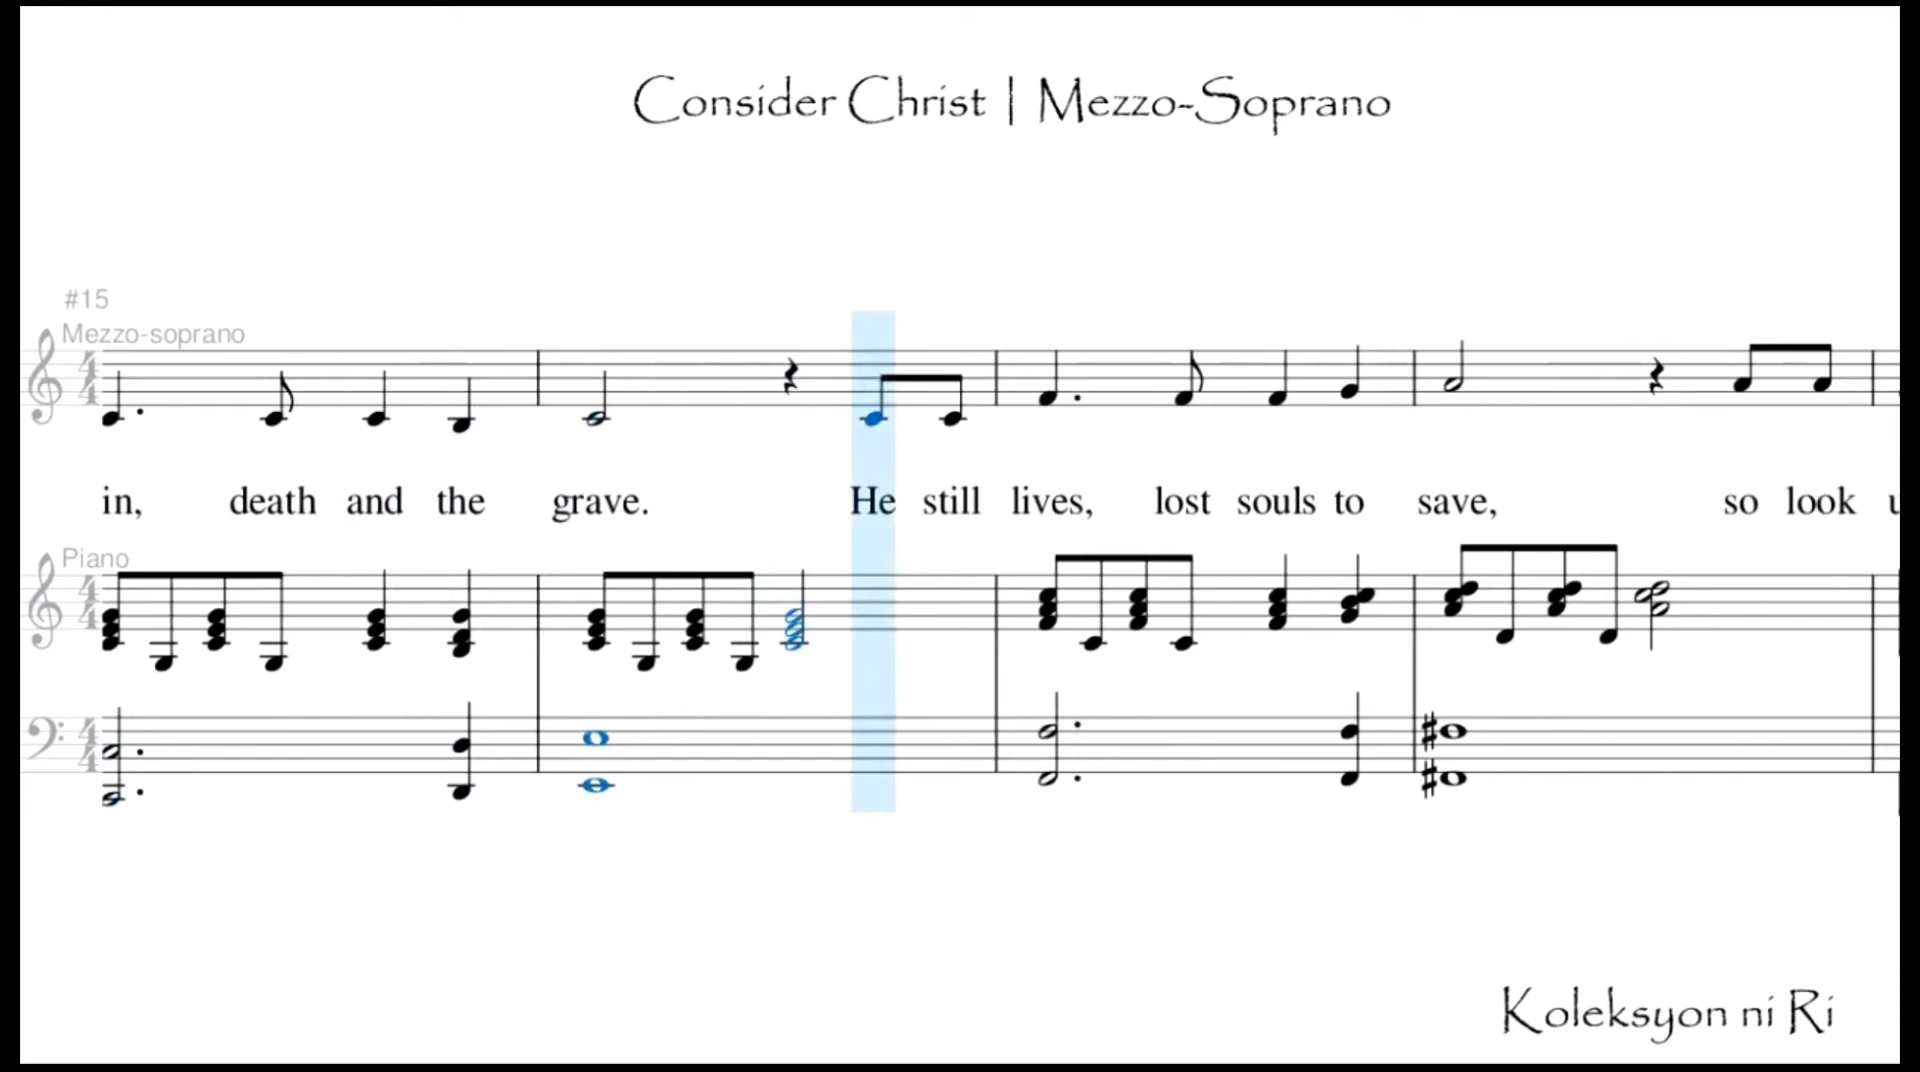 Consider Christ | Mezzo-Soprano
#15
Mezzo-soprano
in, death and the grave. He still lives, lost souls to save, so look
Piano
Koleksyon ni Ri